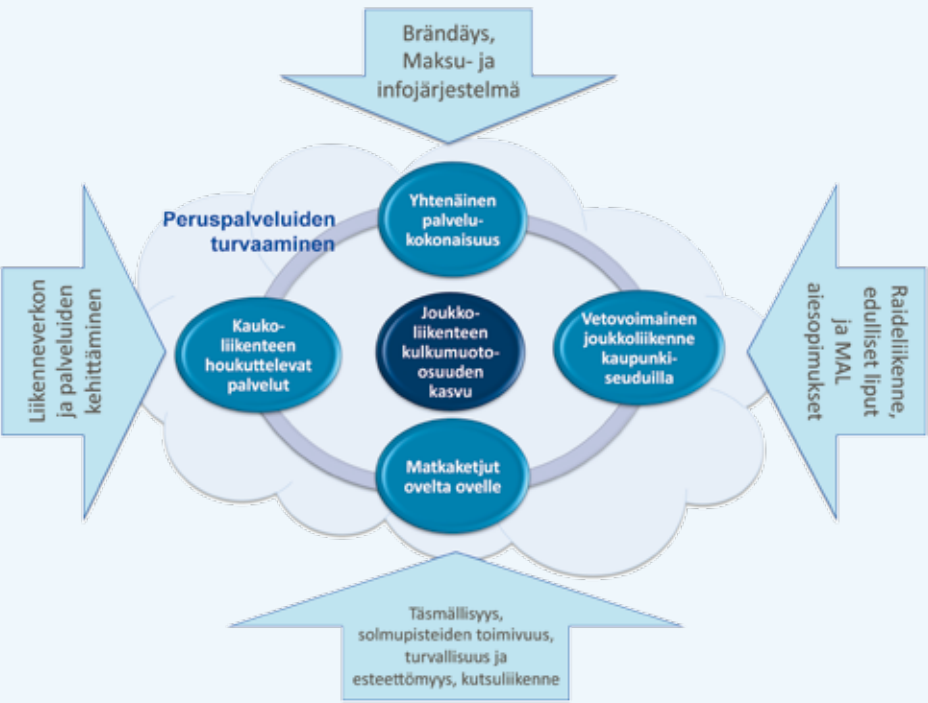 Brändäys,
Maksu- ja
infojärjestelmä
Yhtenäinen
palvelu-
kokonaisuus
Peruspalveluiden
turvaaminen
Liikenneverkon
ja palveluiden
kehittäminen
Kauko-
liikenteen
houkuttelevat
palvelut
Joukko-
liikenteen
kulkumuoto-
osuuden
kasvu
Vetovoimainen
joukkoliikenne
kaupunki-
seuduilla
Raideliikenne,
edulliset liput
ja MAL
aiesopimukset
Matkaketjut
ovelta ovelle
Täsmällisyys,
solmupisteiden toimivuus,
turvallisuus ja
esteettömyys, kutsuliikenne